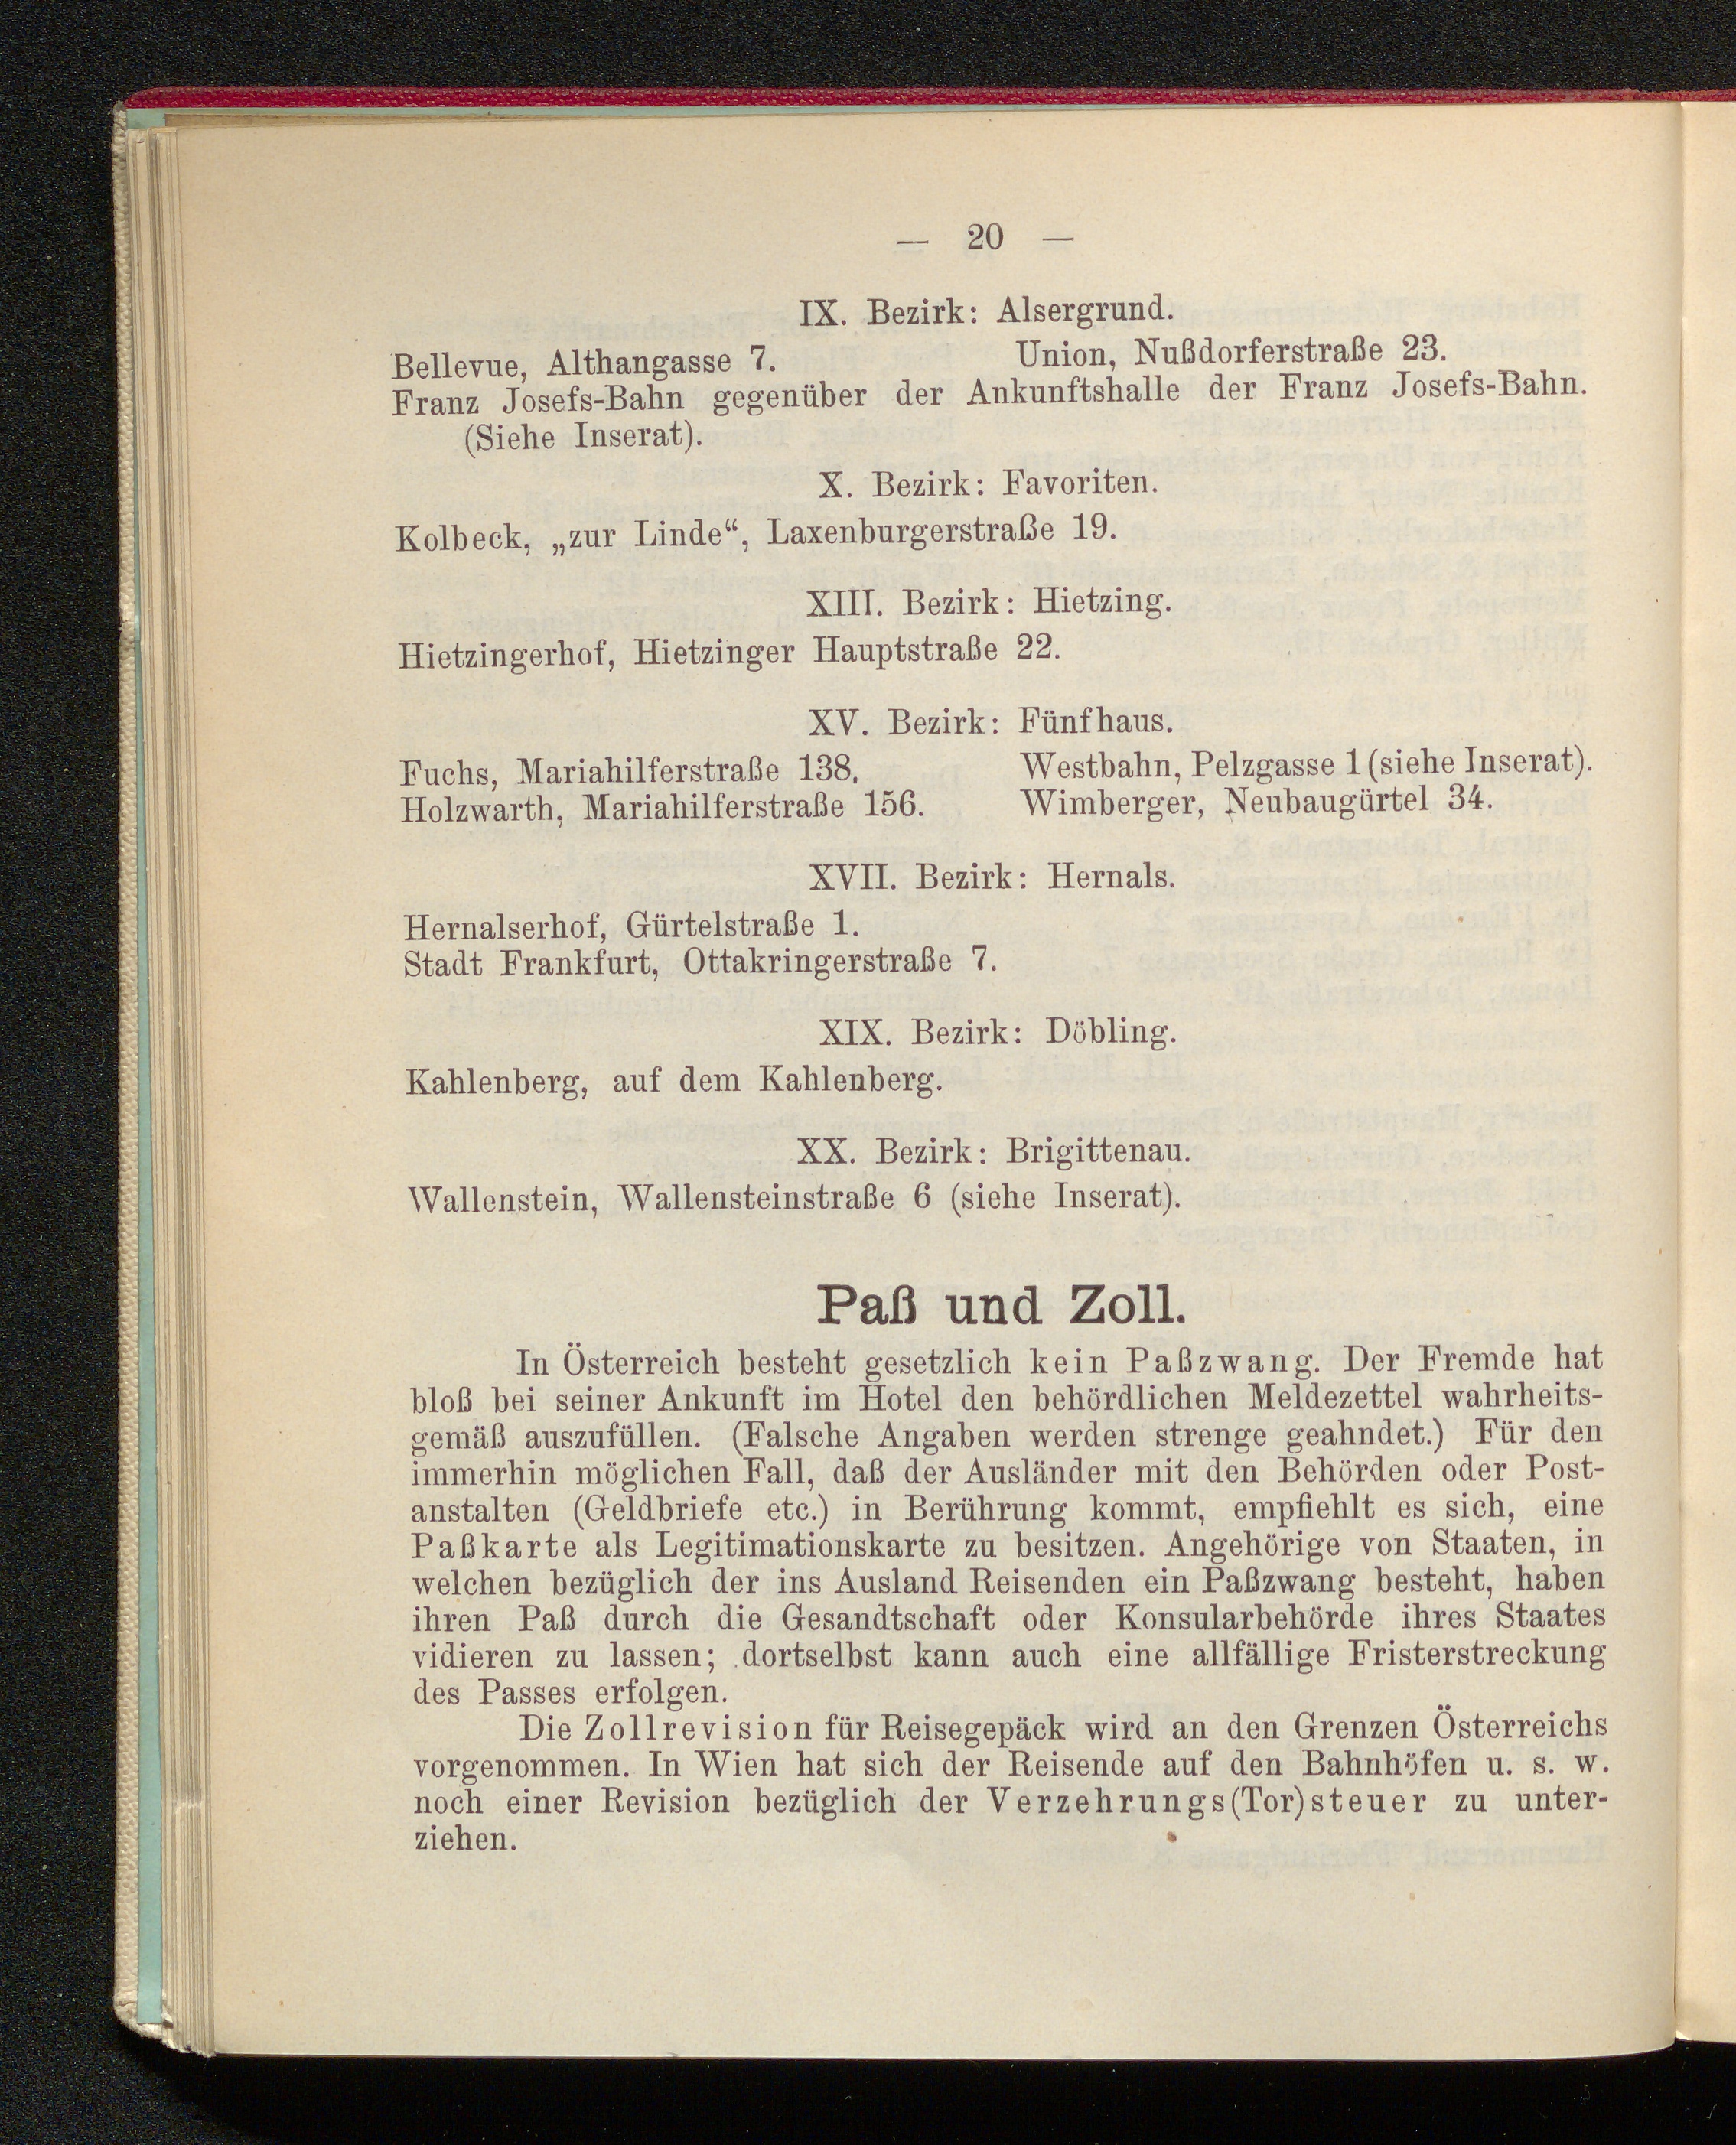 — 20 —
IX. Bezirk: Alsergrund.
Bellevue, Althangasse 7. Union, Nußdorferstraße 23.
Franz Josefs-Bahn gegenüber der Ankunftshalle der Franz Josefs-Bahn.
(Siehe Inserat).
X. Bezirk: Favoriten.
Kolbeck, „zur Linde“, Laxenburgerstraße 19.
XIII. Bezirk: Hietzing.
Hietzingerhof, Hietzinger Hauptstraße 22.
XV. Bezirk: Fünfhaus.
Fuchs, Mariahilferstraße 138. Westbahn, Pelzgasse 1 (siehe Inserat).
Holzwarth, Mariahilferstraße 156. Wimberger, Neubaugürtel 34.
XVII. Bezirk: Hernals.
Hernalserhof, Gürtelstraße 1.
Stadt Frankfurt, Ottakringerstraße 7.
XIX. Bezirk: Döbling.
Kahlenberg, auf dem Kahlenberg.
XX. Bezirk: Brigittenau.
Wallenstein, Wallensteinstraße 6 (siehe Inserat).
Paß und Zoll.
In Österreich besteht gesetzlich kein Paßzwang. Der Fremde hat
bloß bei seiner Ankunft im Hotel den behördlichen Meldezettel wahrheits-
gemäß auszufüllen. (Falsche Angaben werden strenge geahndet.) Für den
immerhin möglichen Fall, daß der Ausländer mit den Behörden oder Post-
anstalten (Geldbriefe etc.) in Berührung kommt, empfiehlt es sich, eine
Paßkarte als Legitimationskarte zu besitzen. Angehörige von Staaten, in
welchen bezüglich der ins Ausland Reisenden ein Paßzwang besteht, haben
ihren Paß durch die Gesandtschaft oder Konsularbehörde ihres Staates
vidieren zu lassen; dortselbst kann auch eine allfällige Fristerstreckung
des Passes erfolgen.
Die Zollrevision für Reisegepäck wird an den Grenzen Österreichs
vorgenommen. In Wien hat sich der Reisende auf den Bahnhöfen u. s. w.
noch einer Revision bezüglich der Verzehrungs(Tor)steuer zu unter-
ziehen.